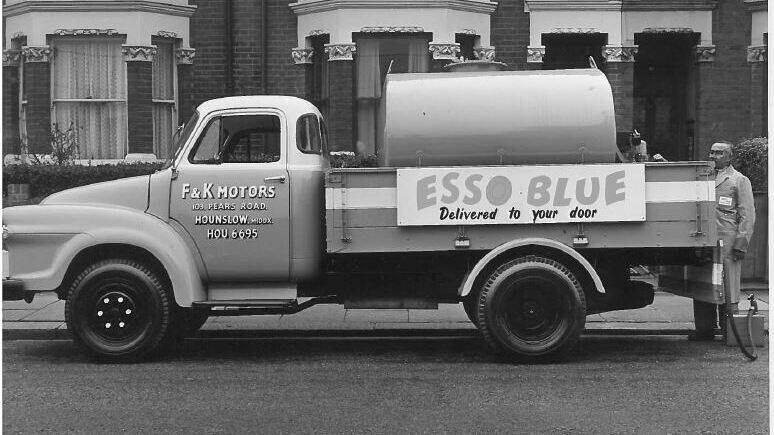 F & K MOTORS
103, PEARS ROAD,
HOUNSLOW, MIDDX.
HOU 6695
ESSO BLUE
Delivered to your door